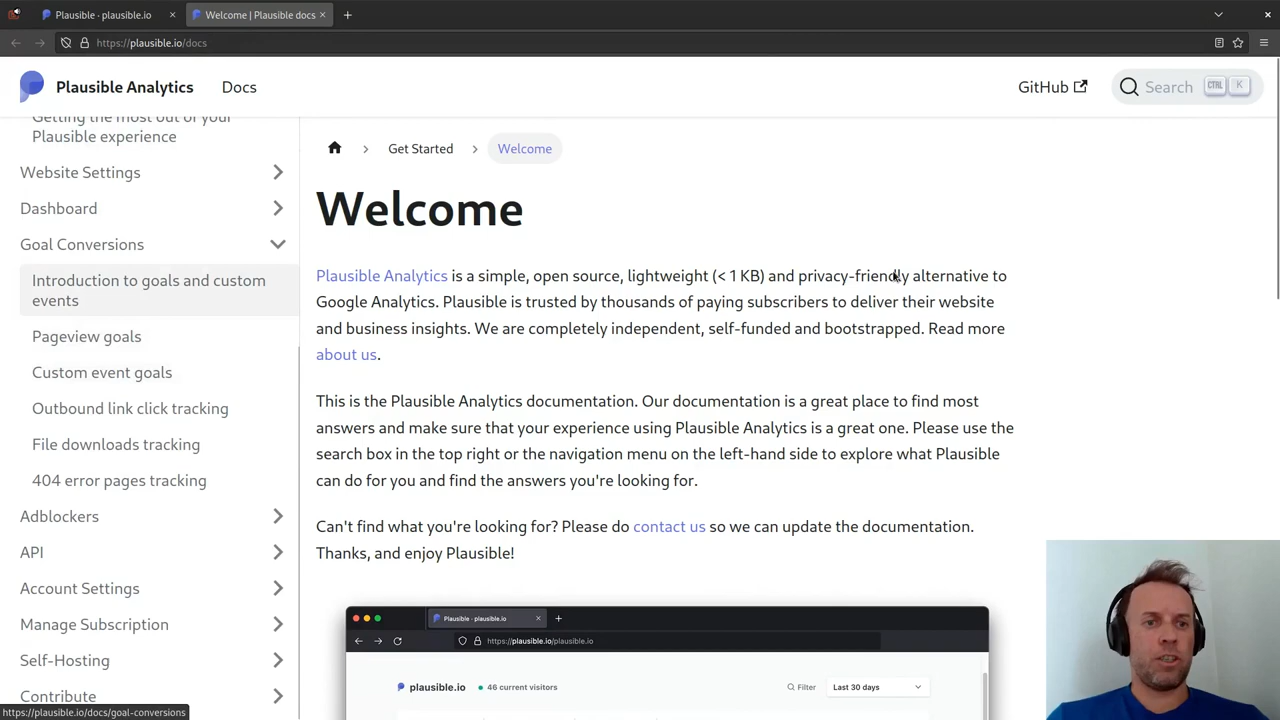 Plausible · plausible.io
Welcome | Plausible docs
https://plausible.io/docs
Plausible Analytics
Docs
GitHub
Search
CTRL
K
Getting the most out of your
Plausible experience
Website Settings
Dashboard
Goal Conversions
Introduction to goals and custom
events
Pageview goals
Custom event goals
Outbound link click tracking
File downloads tracking
404 error pages tracking
Adblockers
API
Account Settings
Manage Subscription
Self-Hosting
Contribute
https://plausible.io/docs/goal-conversions
Get Started
Welcome
Welcome
Plausible Analytics is a simple, open source, lightweight (< 1 KB) and privacy-friendly alternative to
Google Analytics. Plausible is trusted by thousands of paying subscribers to deliver their website
and business insights. We are completely independent, self-funded and bootstrapped. Read more
about us.
This is the Plausible Analytics documentation. Our documentation is a great place to find most
answers and make sure that your experience using Plausible Analytics is a great one. Please use the
search box in the top right or the navigation menu on the left-hand side to explore what Plausible
can do for you and find the answers you're looking for.
Can't find what you're looking for? Please do contact us so we can update the documentation.
Thanks, and enjoy Plausible!
Plausible · plausible.io
https://plausible.io/plausible.io
plausible.io
46 current visitors
Filter
Last 30 days